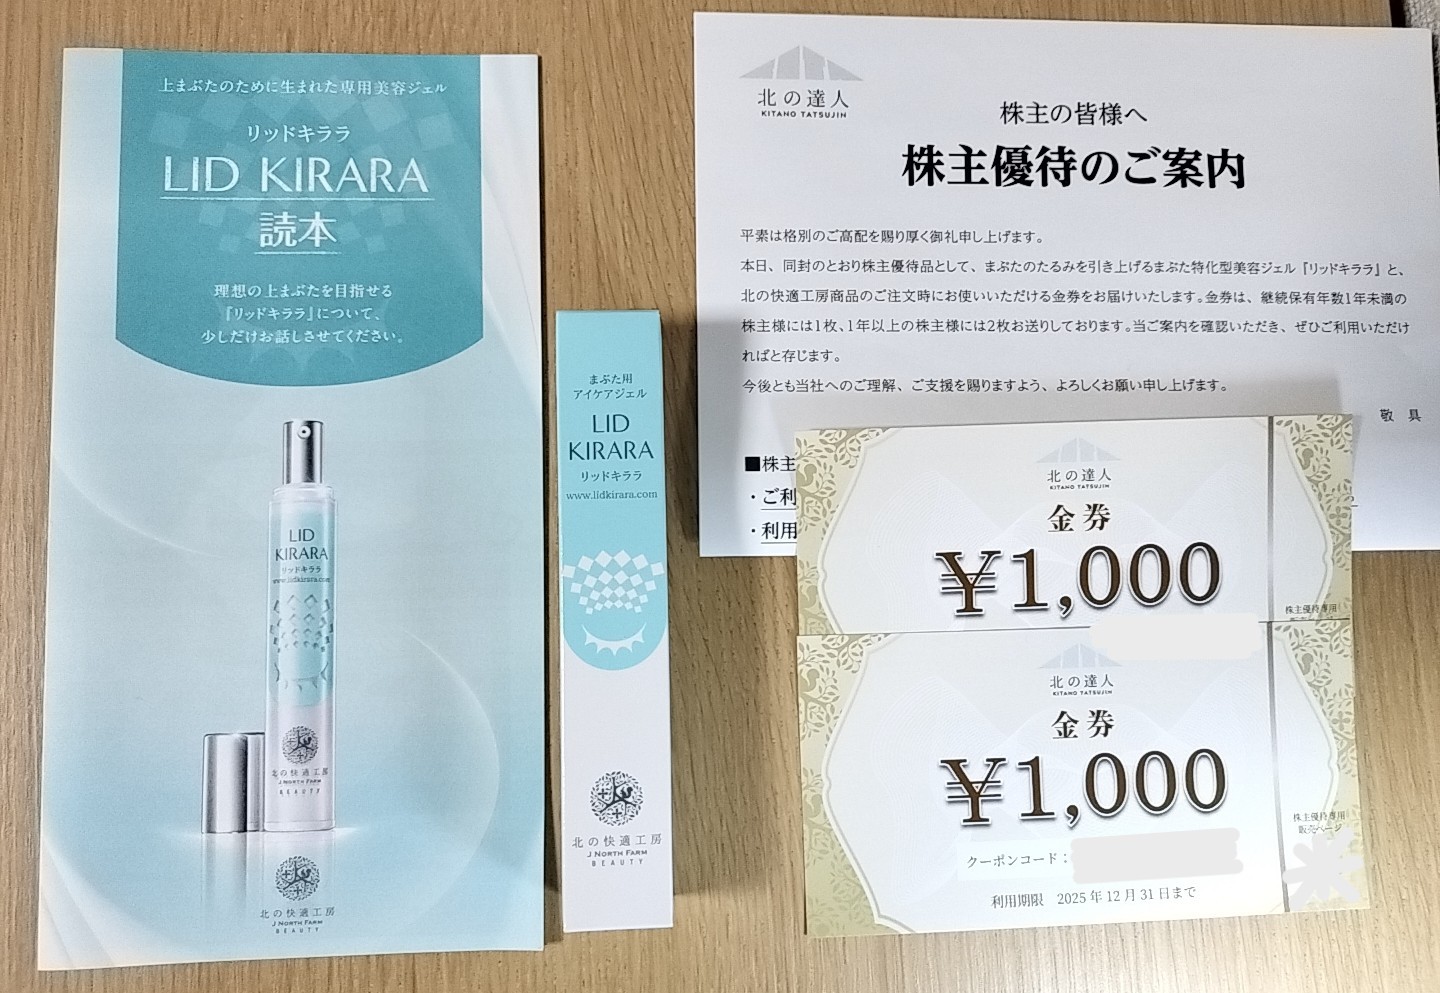 上まぶたのために生まれた専用美容ジェル
リッドキララ
LID KIRARA
読本
理想の上まぶたを目指せる
『リッドキララ』について、
少しだけお話しさせてください。
LID
KIRARA
リッドキララ
www.lidkirara.com
北の快適工房
J NORTH FARM
BEAUTY
北の快適工房
J NORTH FARM
BEAUTY
まぶた用
アイケアジェル
LID
KIRARA
リッドキララ
www.lidkirara.com
北の快適工房
J NORTH FARM
BEAUTY
北の達人
KITANO TATSUJIN
株主の皆様へ
株主優待のご案内
平素は格別のご高配を賜り厚く御礼申し上げます。
本日、同封のとおり株主優待品として、まぶたのたるみを引き上げるまぶた特化型美容ジェル『リッドキララ』と、
北の快適工房商品のご注文時にお使いいただける金券をお届けいたします。金券は、継続保有年数1年未満の
株主様には1枚、1年以上の株主様には2枚お送りしております。当ご案内を確認いただき、ぜひご利用いただけ
ればと存じます。
今後とも当社へのご理解、ご支援を賜りますよう、よろしくお願い申し上げます。
敬 具
■株主
・ご利
・利用
北の達人
KITANO TATSUJIN
金券
¥1,000
株主優待専用
北の達人
KITANO TATSUJIN
金券
¥1,000
クーポンコード：
利用期限 2025年12月31日まで
株主優待専用
販売ページ